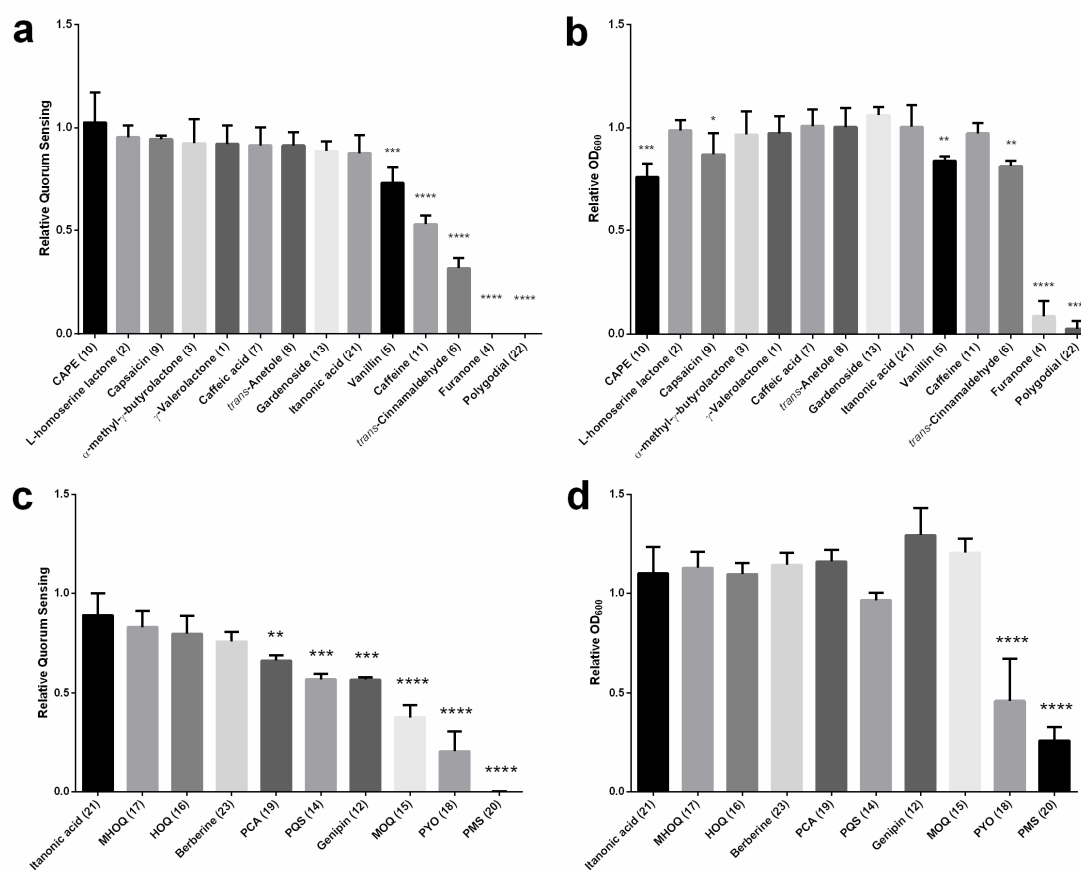 a
Relative Quorum Sensing
1.5
1.0
0.5
0.0
***
****
****
****
****
CAPE (10)
L-homoserine lactone (2)
Capsaicin (9)
α-methyl-γ-butyrolactone (3)
γ-Valerolactone (1)
Caffeic acid (7)
trans-Anetole (8)
Gardenoside (13)
Itanonic acid (21)
Vanillin (5)
Caffeine (11)
trans-Cinnamaldehyde (6)
Furanone (4)
Polygodial (22)
b
Relative OD600
1.5
1.0
0.5
0.0
***
*
**
**
****
***
CAPE (10)
L-homoserine lactone (2)
Capsaicin (9)
α-methyl-γ-butyrolactone (3)
γ-Valerolactone (1)
Caffeic acid (7)
trans-Anetole (8)
Gardenoside (13)
Itanonic acid (21)
Vanillin (5)
Caffeine (11)
trans-Cinnamaldehyde (6)
Furanone (4)
Polygodial (22)
c
Relative Quorum Sensing
1.5
1.0
0.5
0.0
**
***
***
****
****
****
Itanonic acid (21)
MHOQ (17)
HOQ (16)
Berberine (23)
PCA (19)
PQS (14)
Genipin (12)
MOQ (15)
PYO (18)
PMS (20)
d
Relative OD600
1.5
1.0
0.5
0.0
****
****
Itanonic acid (21)
MHOQ (17)
HOQ (16)
Berberine (23)
PCA (19)
PQS (14)
Genipin (12)
MOQ (15)
PYO (18)
PMS (20)